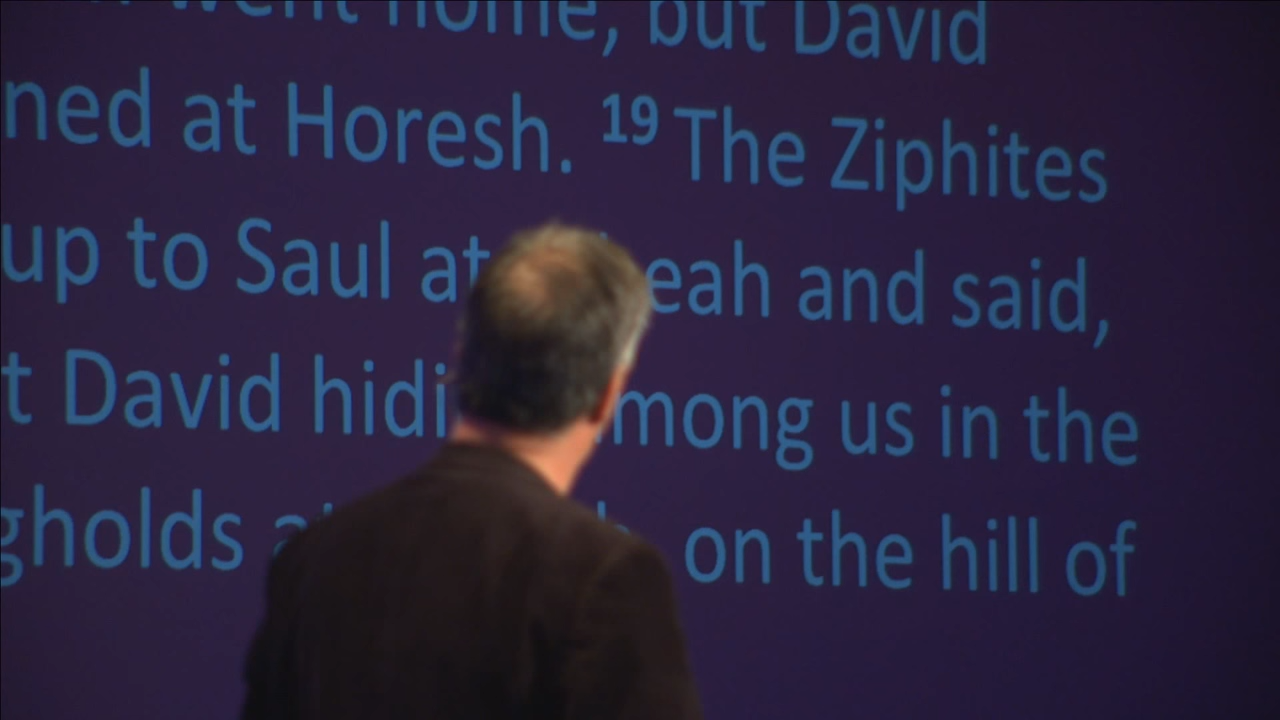 went home, but David
ned at Horesh. 19 The Ziphites
up to Saul at eah and said,
t David hidi mong us in the
gholds a on the hill of